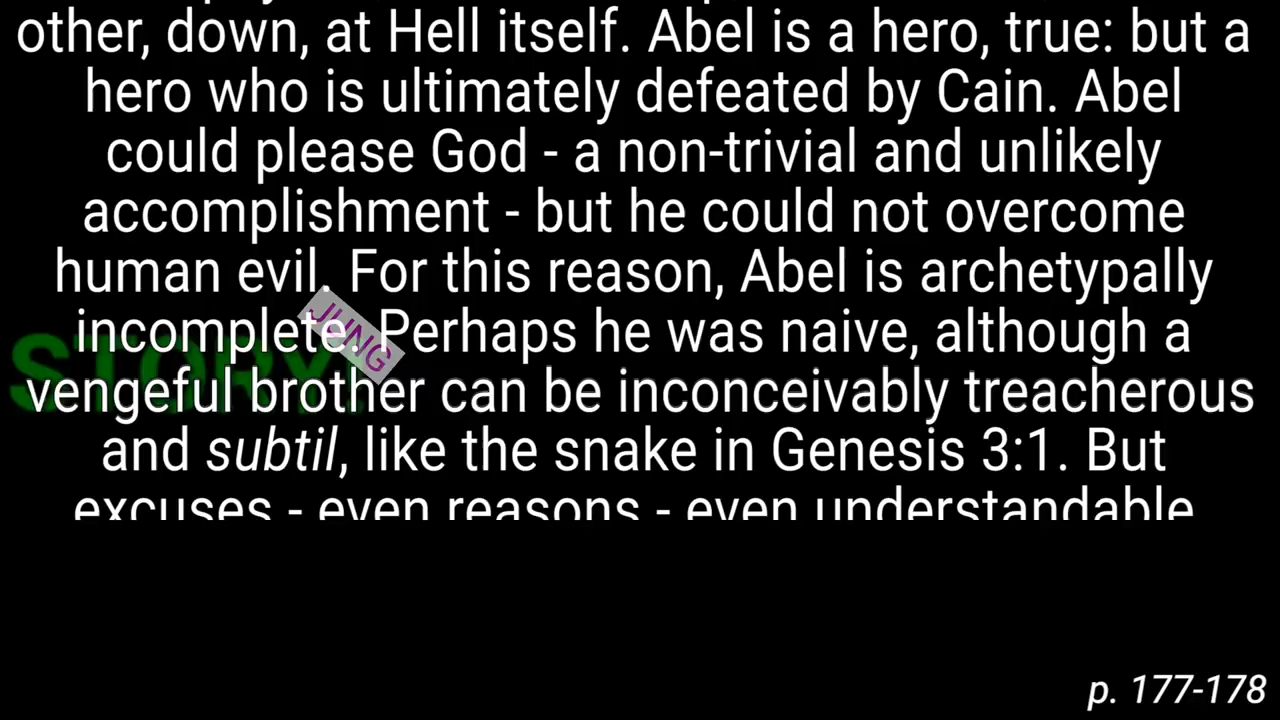 other, down, at Hell itself. Abel is a hero, true: but a
hero who is ultimately defeated by Cain. Abel
could please God - a non-trivial and unlikely
accomplishment - but he could not overcome
human evil. For this reason, Abel is archetypally
JUNG
incomplete. Perhaps he was naive, although a
STORY
vengeful brother can be inconceivably treacherous
and subtil, like the snake in Genesis 3:1. But
excuses - even reasons - even understandable
p. 177-178